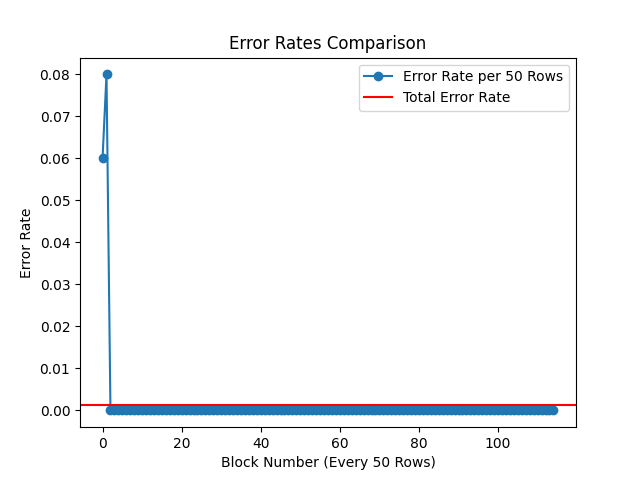 Error Rates Comparison
Error Rate per 50 Rows
Total Error Rate
0.08
0.07
0.06
0.05
0.04
0.03
0.02
0.01
0.00
Error Rate
0 20 40 60 80 100
Block Number (Every 50 Rows)